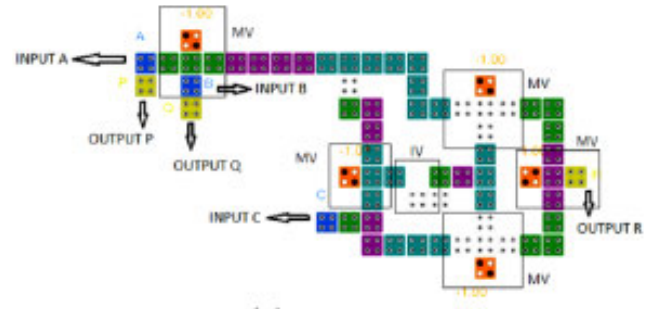 -1.00
A
MV
INPUT A
P
B
INPUT B
Q
OUTPUT P
OUTPUT Q
-1.00
MV
MV
MV
IV
C
INPUT C
OUTPUT R
MV
-1.00